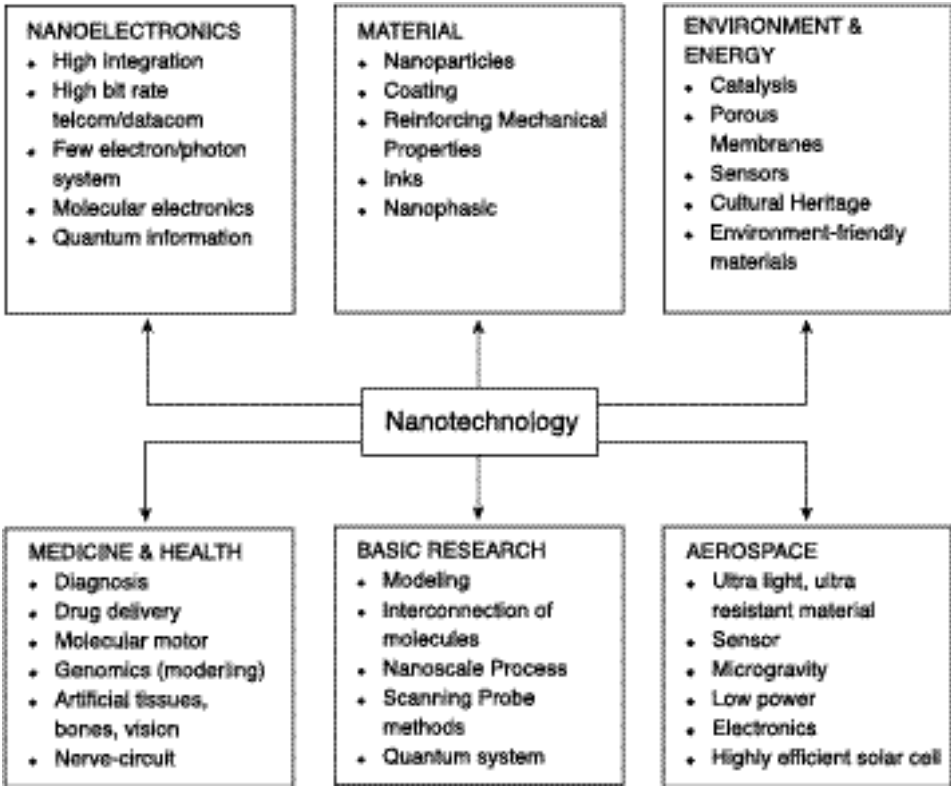 NANOELECTRONICS
High integration
High bit rate
telcom/datacom
Few electron/photon
system
Molecular electronics
Quantum information
MATERIAL
Nanoparticles
Coating
Reinforcing Mechanical
Properties
Inks
Nanophasic
ENVIRONMENT &
ENERGY
Catalysis
Porous
Membranes
Sensors
Cultural Heritage
Environment-friendly
materials
Nanotechnology
MEDICINE & HEALTH
Diagnosis
Drug delivery
Molecular motor
Genomics (moderling)
Artificial tissues,
bones, vision
Nerve-circuit
BASIC RESEARCH
Modeling
Interconnection of
molecules
Nanoscale Process
Scanning Probe
methods
Quantum system
AEROSPACE
Ultra light, ultra
resistant material
Sensor
Microgravity
Low power
Electronics
Highly efficient solar cell